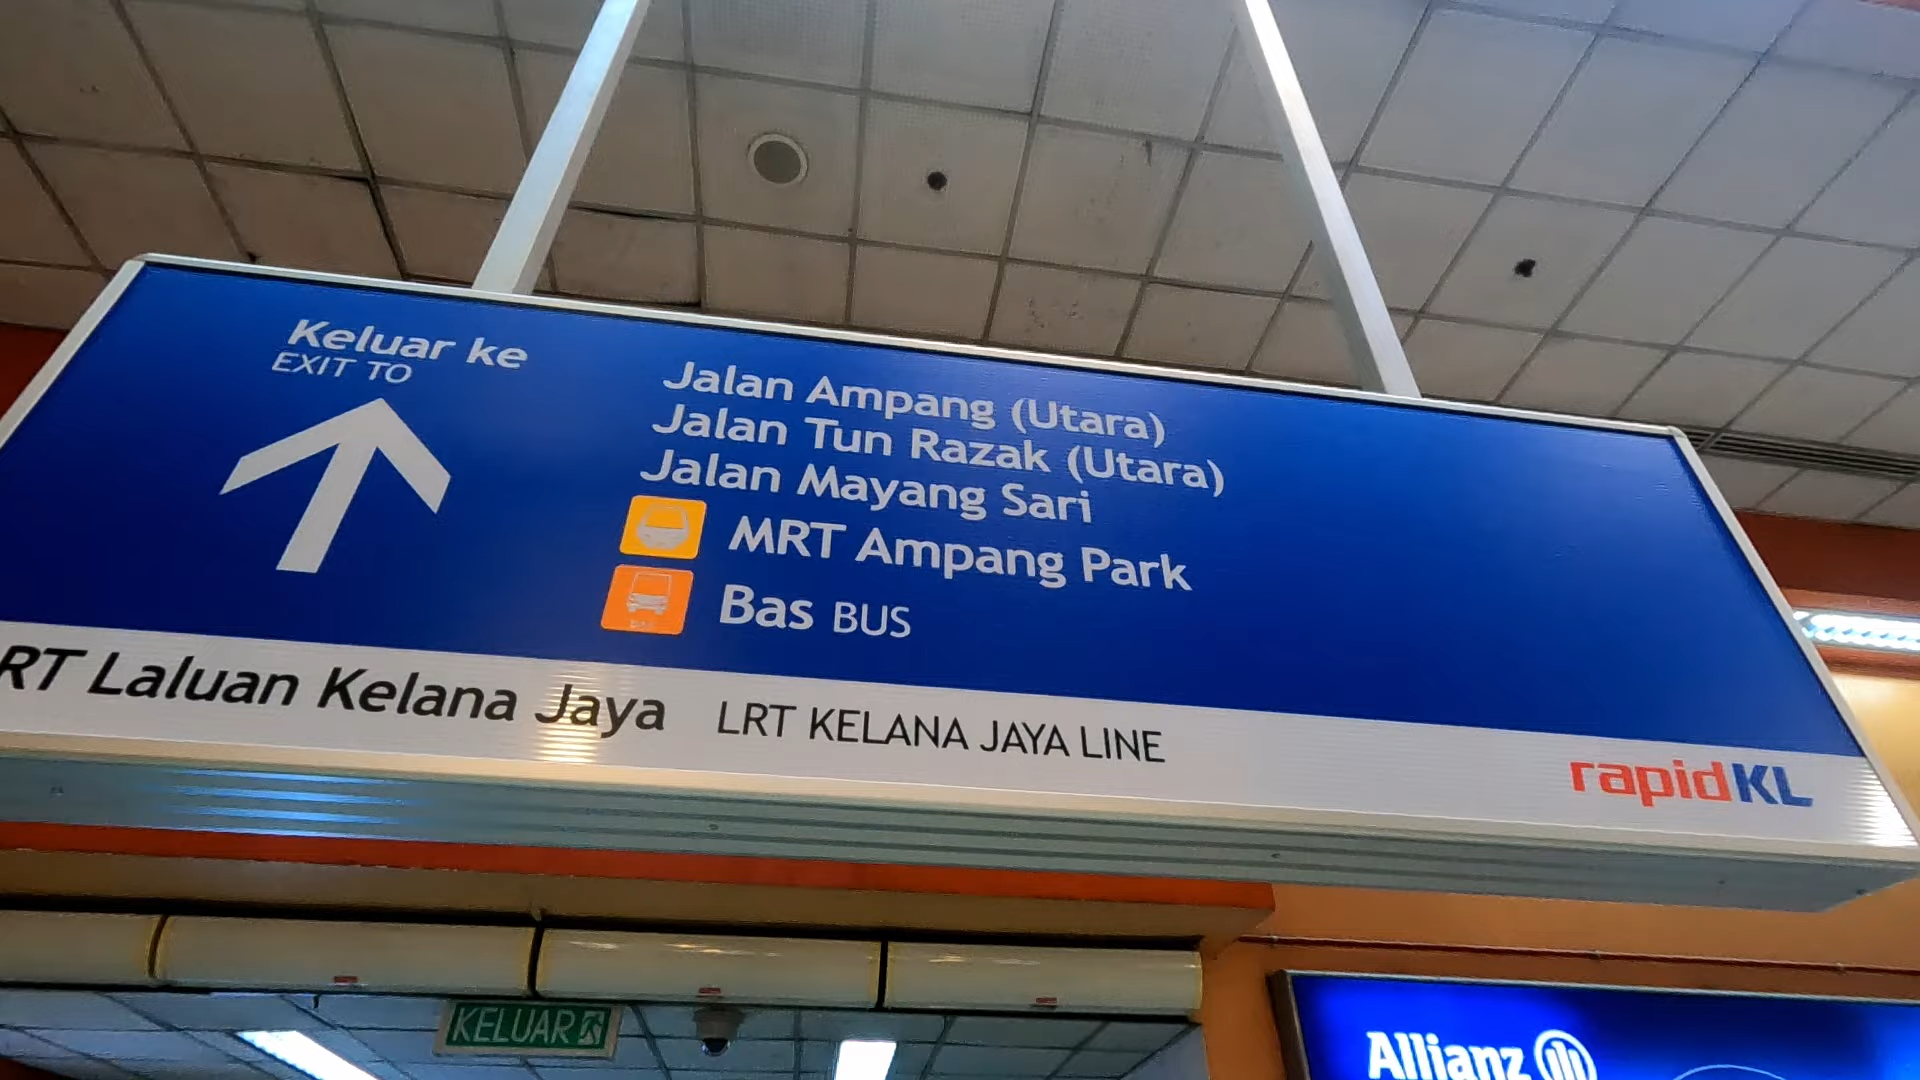 Keluar ke
EXIT TO
Jalan Ampang (Utara)
Jalan Tun Razak (Utara)
Jalan Mayang Sari
MRT Ampang Park
Bas BUS
RT Laluan Kelana Jaya LRT KELANA JAYA LINE
rapidKL
KELUAR
Allianz